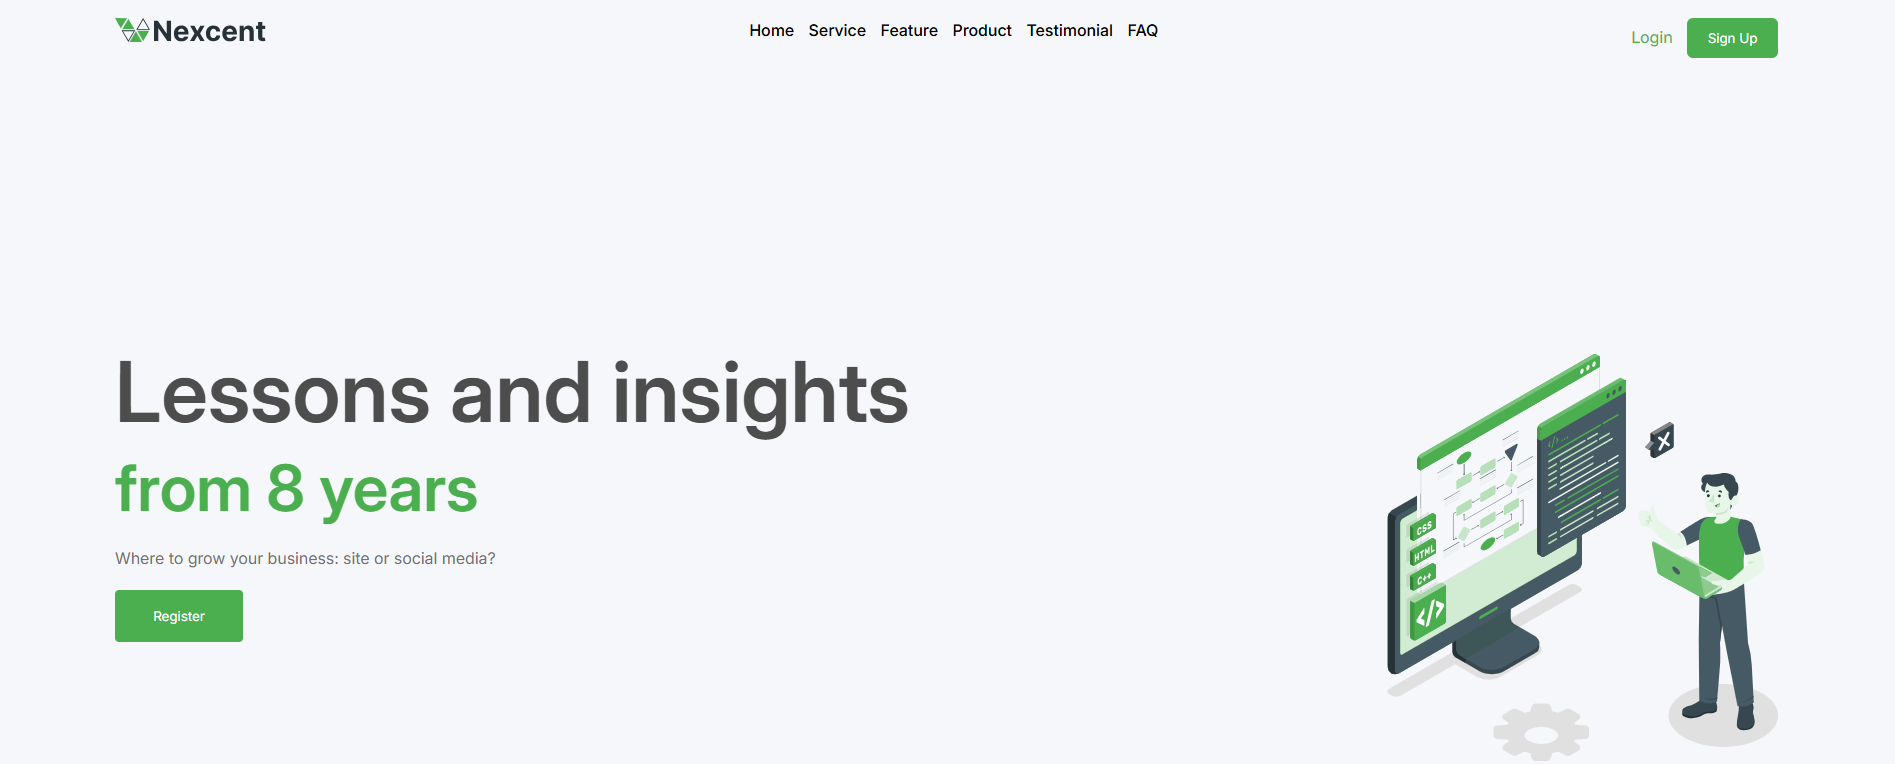 Nexcent
Home Service Feature Product Testimonial FAQ
Login Sign Up
Lessons and insights
from 8 years
Where to grow your business: site or social media?
Register
CSS
HTML
C++
</>